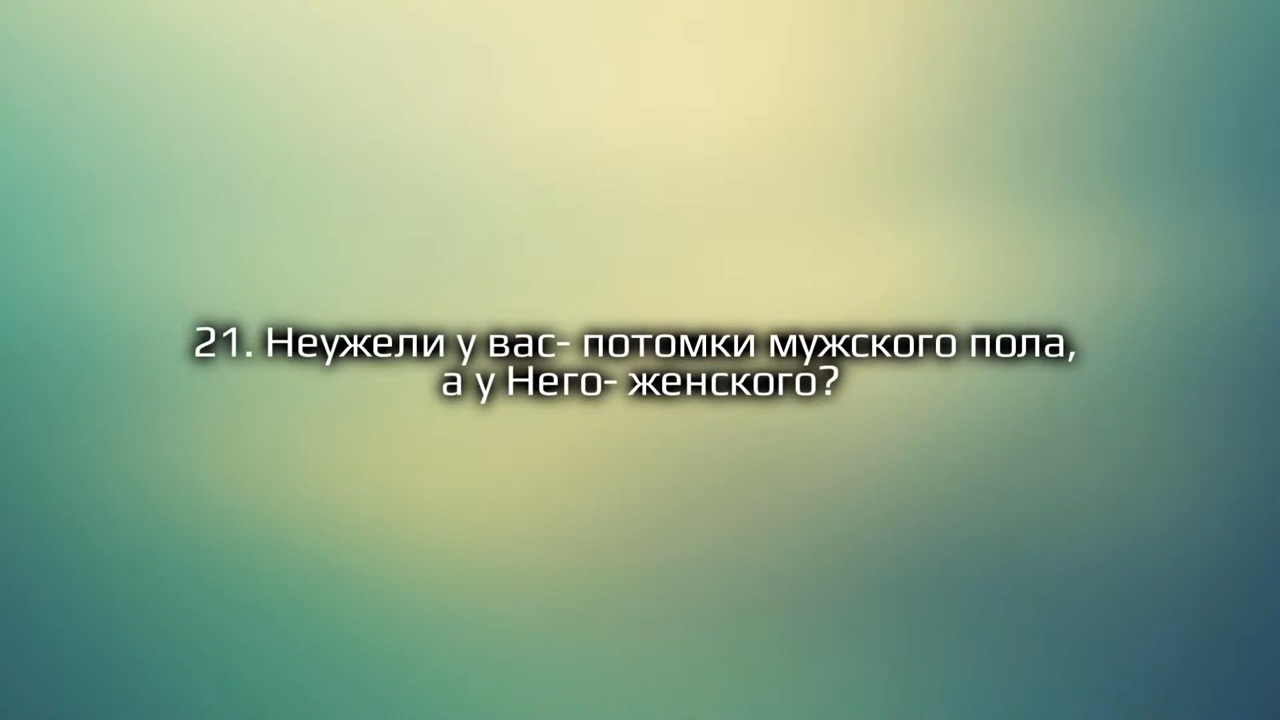 21. Неужели у вас- потомки мужского пола,
а у Него- женского?